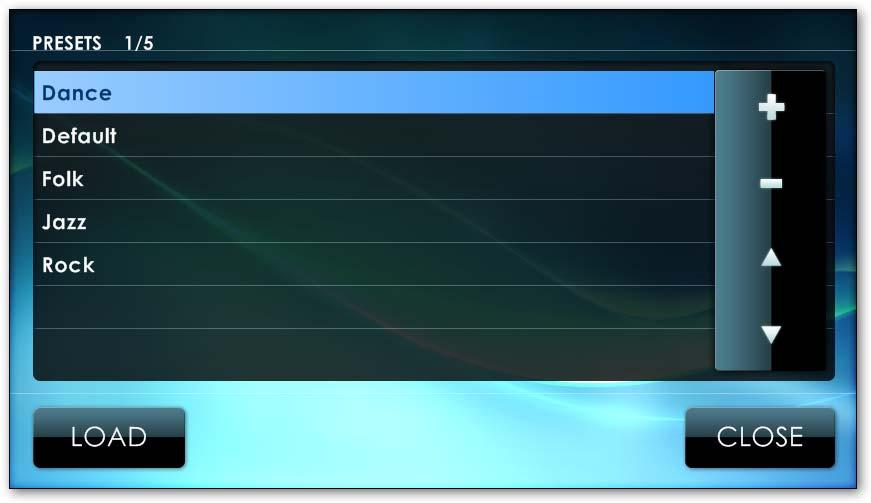 PRESETS 1/5
Dance
Default
Folk
Jazz
Rock
LOAD
CLOSE